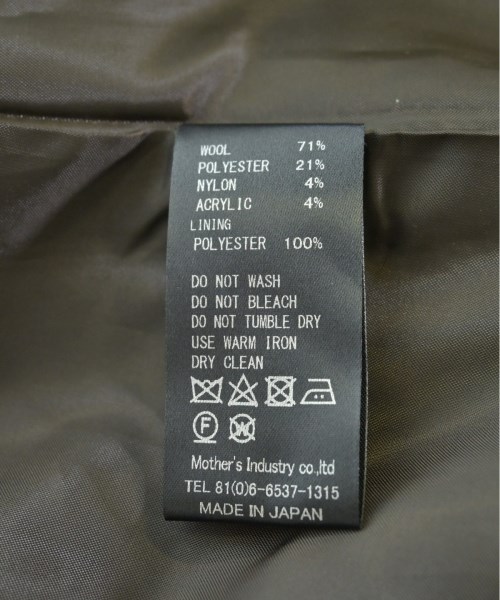 WOOL 71%
POLYESTER 21%
NYLON 4%
ACRYLIC 4%
LINING
POLYESTER 100%
DO NOT WASH
DO NOT BLEACH
DO NOT TUMBLE DRY
USE WARM IRON
DRY CLEAN
F W
Mother's Industry co.,ltd
TEL 81(0)6-6537-1315
MADE IN JAPAN